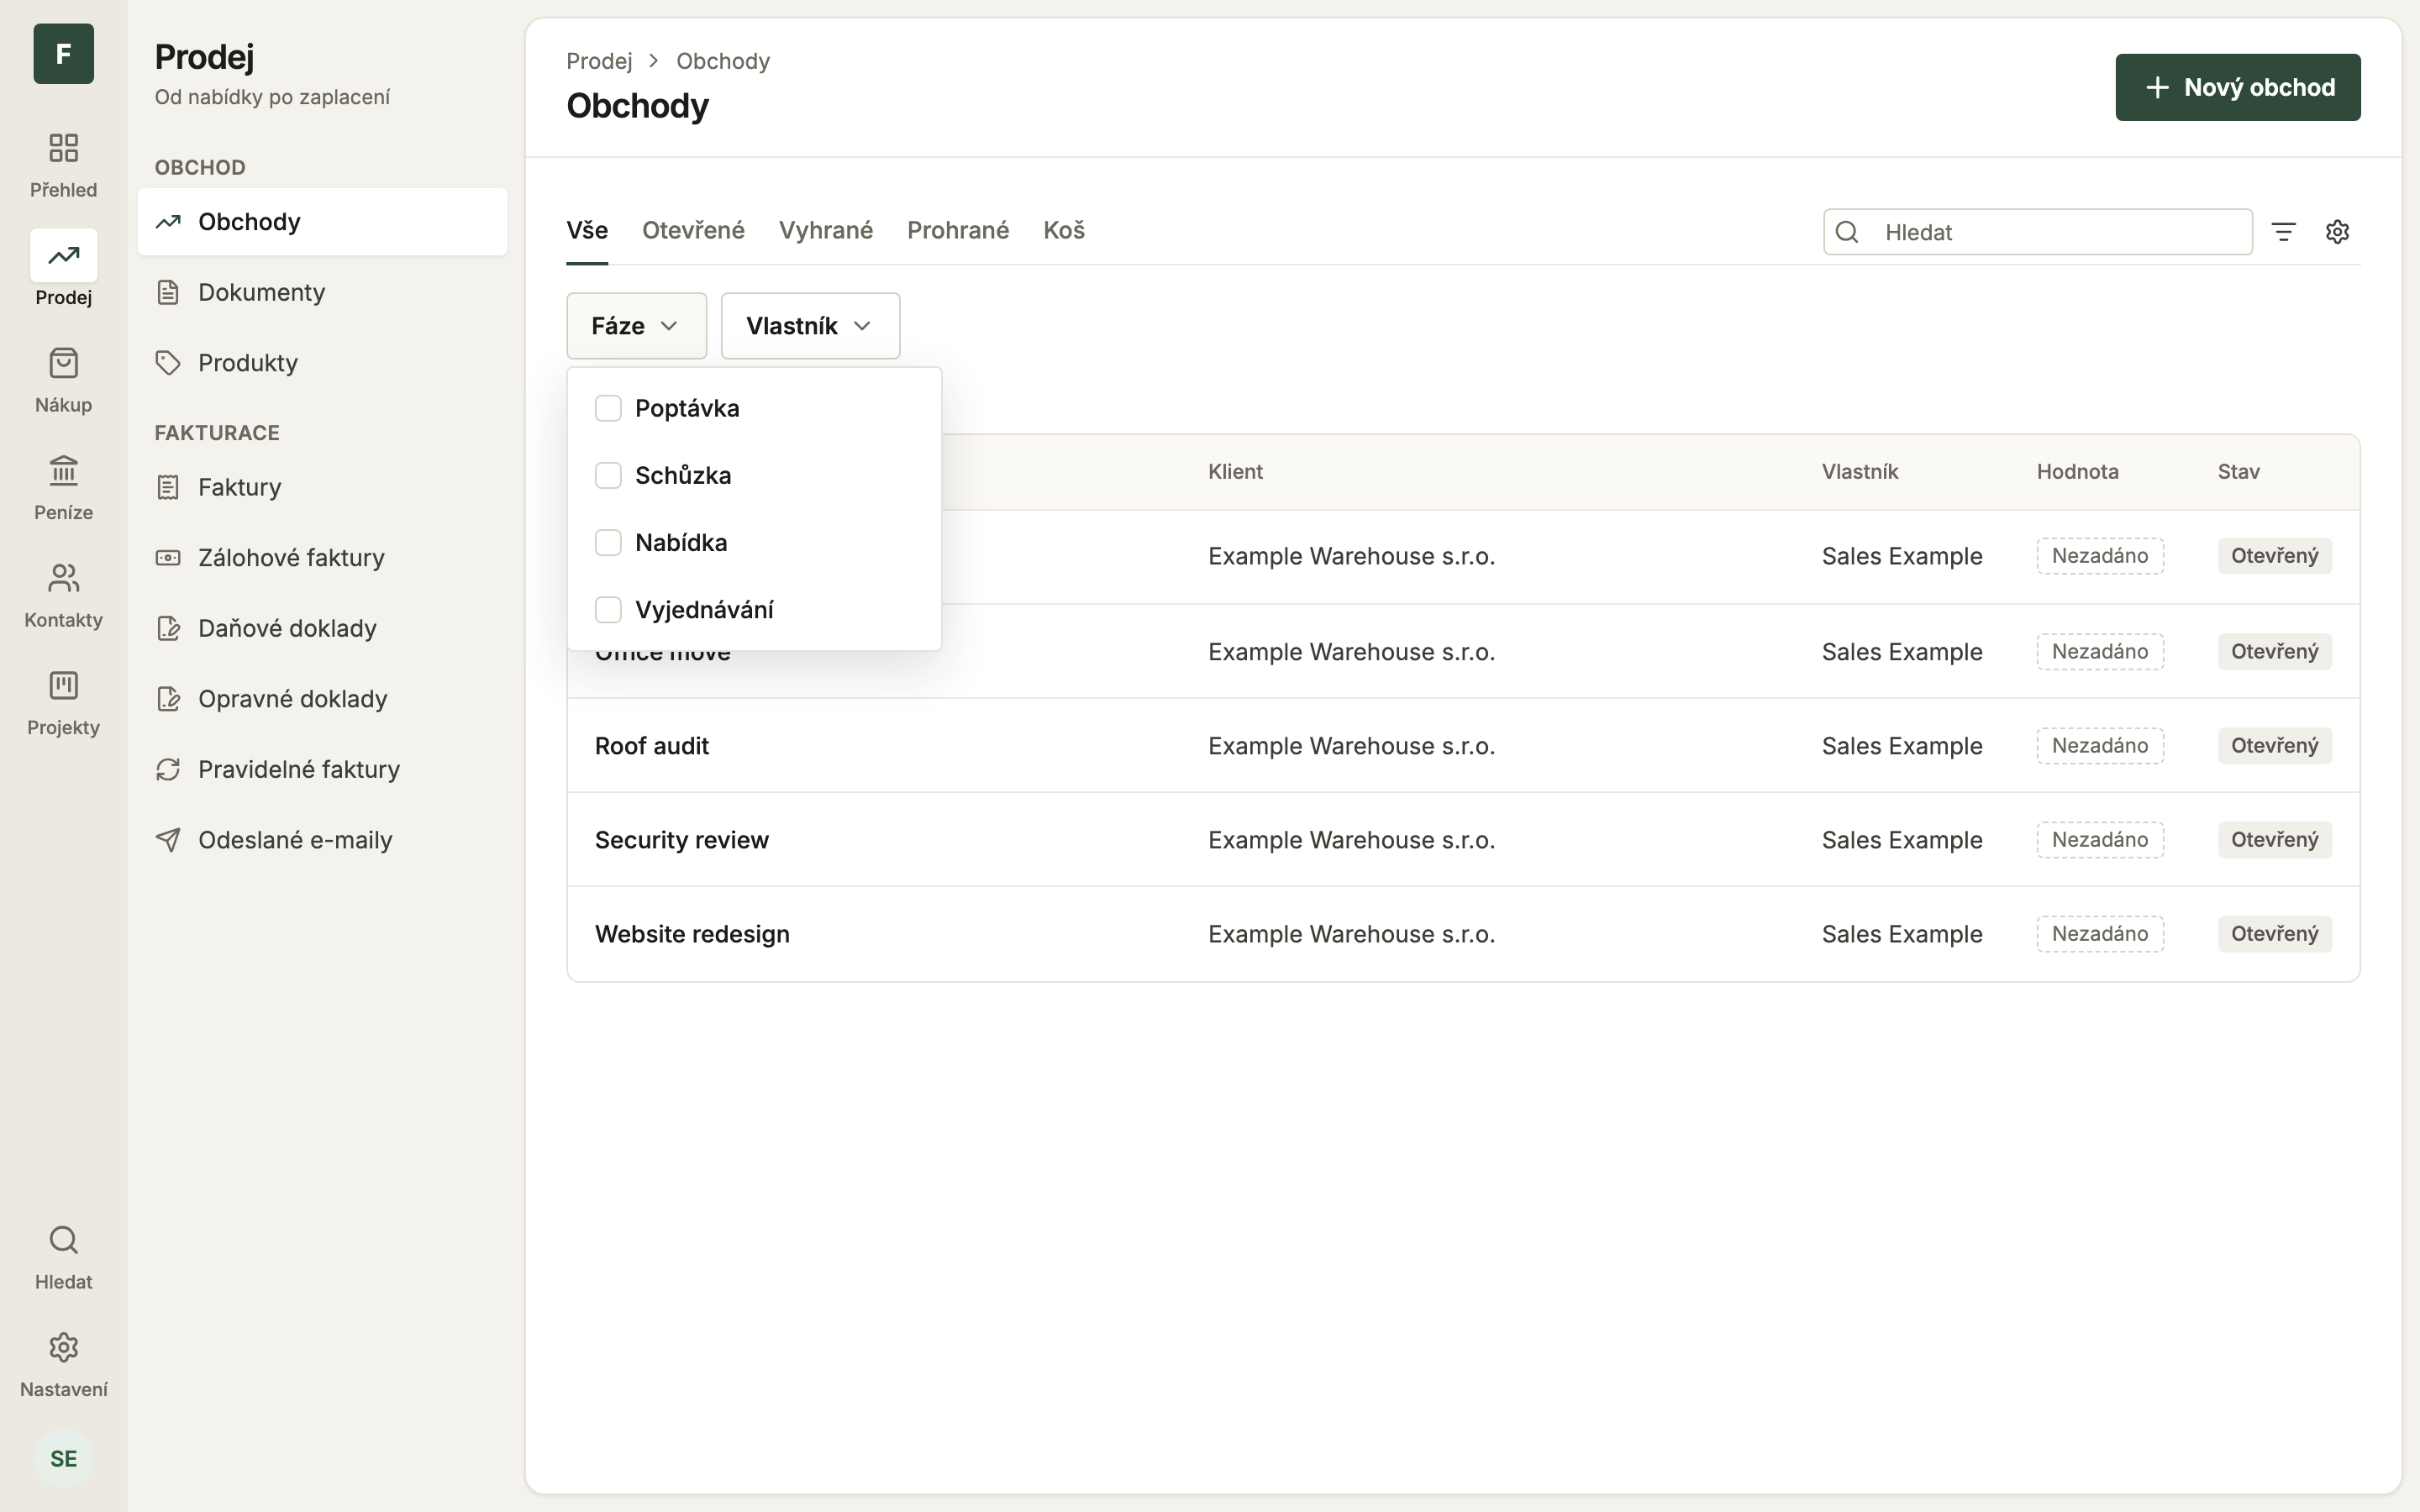 F
Přehled
Prodej
Nákup
Peníze
Kontakty
Projekty
Hledat
Nastavení
SE
Prodej
Od nabídky po zaplacení
OBCHOD
Obchody
Dokumenty
Produkty
FAKTURACE
Faktury
Zálohové faktury
Daňové doklady
Opravné doklady
Pravidelné faktury
Odeslané e-maily
Prodej > Obchody
Obchody
Nový obchod
Vše Otevřené Vyhrané Prohrané Koš
Hledat
Fáze Vlastník
Poptávka
Schůzka
Nabídka
Vyjednávání
Klient Vlastník Hodnota Stav
Example Warehouse s.r.o. Sales Example Nezadáno Otevřený
Office move Example Warehouse s.r.o. Sales Example Nezadáno Otevřený
Roof audit Example Warehouse s.r.o. Sales Example Nezadáno Otevřený
Security review Example Warehouse s.r.o. Sales Example Nezadáno Otevřený
Website redesign Example Warehouse s.r.o. Sales Example Nezadáno Otevřený